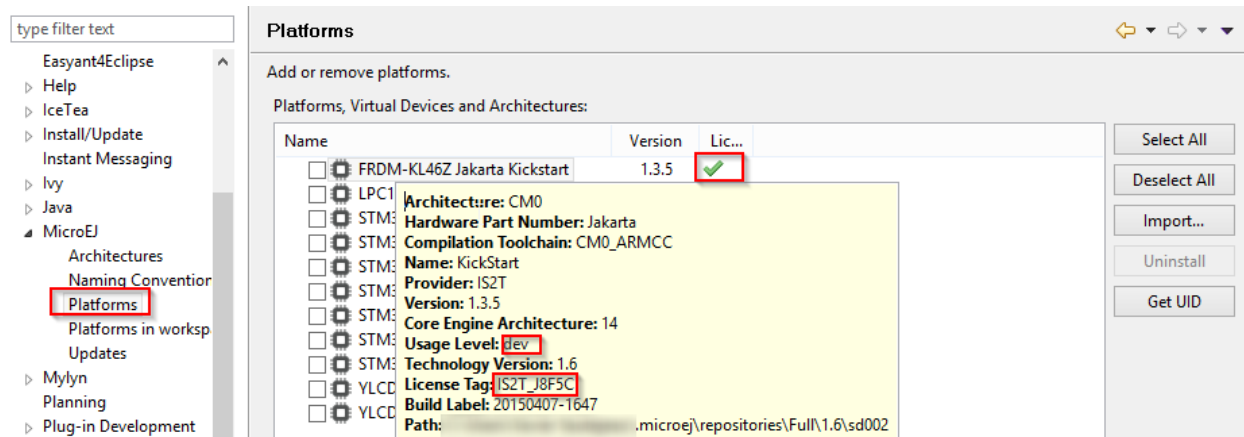 type filter text
Easyant4Eclipse
Help
IceTea
Install/Update
Instant Messaging
Ivy
Java
MicroEJ
Architectures
Naming Convention
Platforms
Platforms in worksp
Updates
Mylyn
Planning
Plug-in Development
Platforms
Add or remove platforms.
Platforms, Virtual Devices and Architectures:
Name Version Lic...
FRDM-KL46Z Jakarta Kickstart 1.3.5
LPC1
STM3
STM3
STM3
STM3
STM3
STM3
STM3
YLCD
YLCD
Architecture: CM0
Hardware Part Number: Jakarta
Compilation Toolchain: CM0_ARMCC
Name: KickStart
Provider: IS2T
Version: 1.3.5
Core Engine Architecture: 14
Usage Level: dev
Technology Version: 1.6
License Tag: IS2T_J8F5C
Build Label: 20150407-1647
Path: .microej\repositories\Full\1.6\sd002
Select All
Deselect All
Import...
Uninstall
Get UID